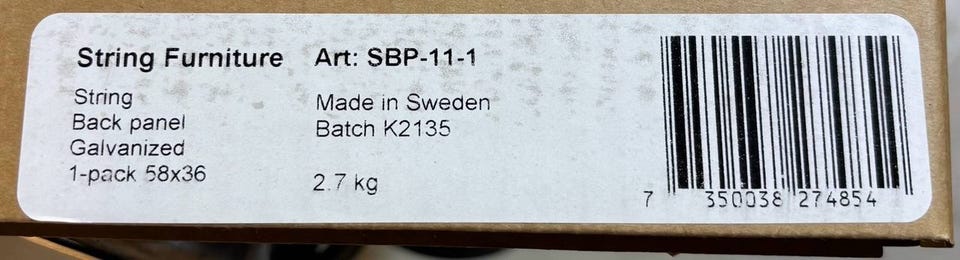 String Furniture
String
Back panel
Galvanized
1-pack 58x36
Art: SBP-11-1
Made in Sweden
Batch K2135
2.7 kg
7 350038 274854